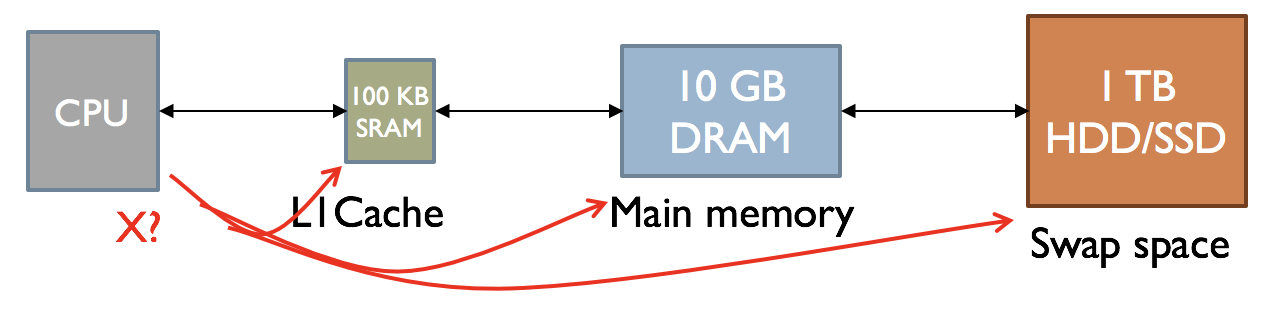 CPU
100 KB
SRAM
10 GB
DRAM
1 TB
HDD/SSD
X?
L1Cache
Main memory
Swap space